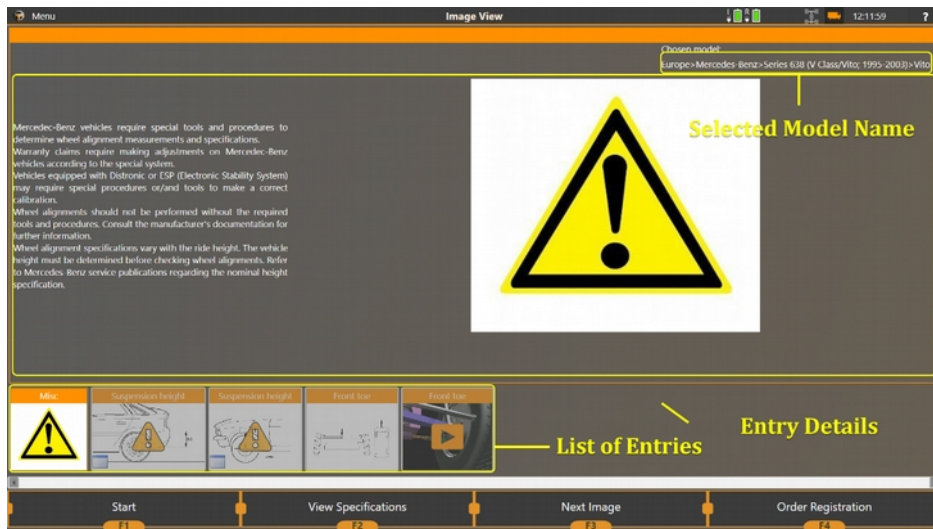 Menu
Image View
12:11:59
?
Chosen model:
Europe>Mercedes-Benz>Series 638 (V Class/Vito; 1995-2003)>Vito
Selected Model Name
Mercedec-Benz vehicles require special tools and procedures to
determine wheel alignment measurements and specifications.
Warranly claims require making adjustments on Mercedec-Benz
vehicles according to the special system.
Vehicles equipped with Distronic or ESP (Electronic Stability System)
may require special procedures or/and tools to make a correct
calibration.
Wheel alignments should not be performed without the required
tools and procedures. Consult the manufacturer's documentation for
further information.
Wheel alignment specifications vary with the ride height. The vehicle
height must be determined before checking wheel alignments. Refer
to Mercedes-Benz service publications regarding the nominal height
specification.
Misc
Suspension height
Suspension height
Front toe
Front toe
Entry Details
List of Entries
Start
View Specifications
Next Image
Order Registration
F1
F2
F3
F4